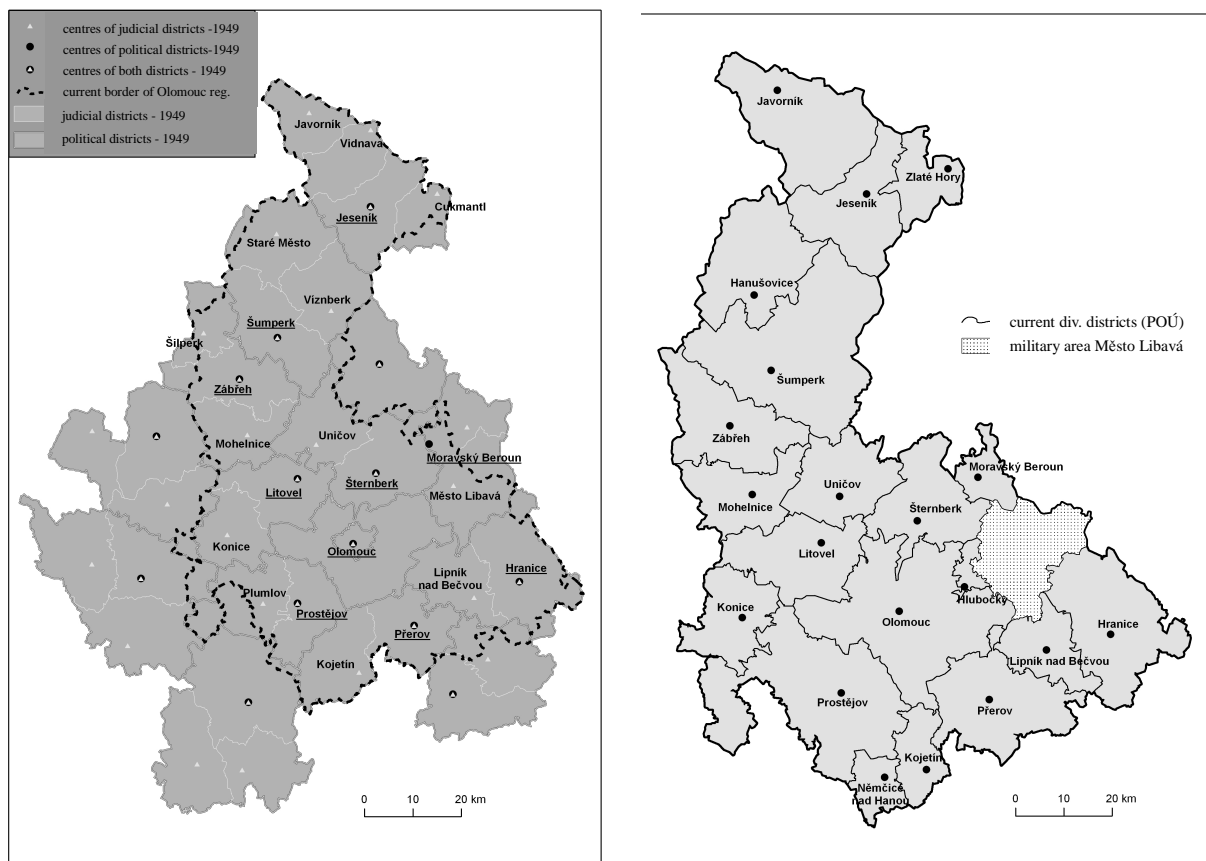 centres of judicial districts -1949
centres of political districts-1949
centres of both districts - 1949
current border of Olomouc reg.
judicial districts - 1949
political districts - 1949
Javorník
Vidnava
Jeseník
Cukmantl
Staré Město
Viznberk
Šumperk
Šilperk
Zábřeh
Mohelnice
Uničov
Moravský Beroun
Šternberk
Litovel
Město Libavá
Konice
Olomouc
Hranice
Lipník
nad Bečvou
Plumlov
Prostějov
Přerov
Kojetín
0 10 20 km
Javorník
Zlaté Hory
Jeseník
Hanušovice
current div. districts (POÚ)
military area Město Libavá
Šumperk
Zábřeh
Moravský Beroun
Uničov
Mohelnice
Šternberk
Litovel
Hlubočky
Konice
Olomouc
Hranice
Lipník nad Bečvou
Prostějov
Přerov
Kojetín
Němčice
nad Hanou
0 10 20 km